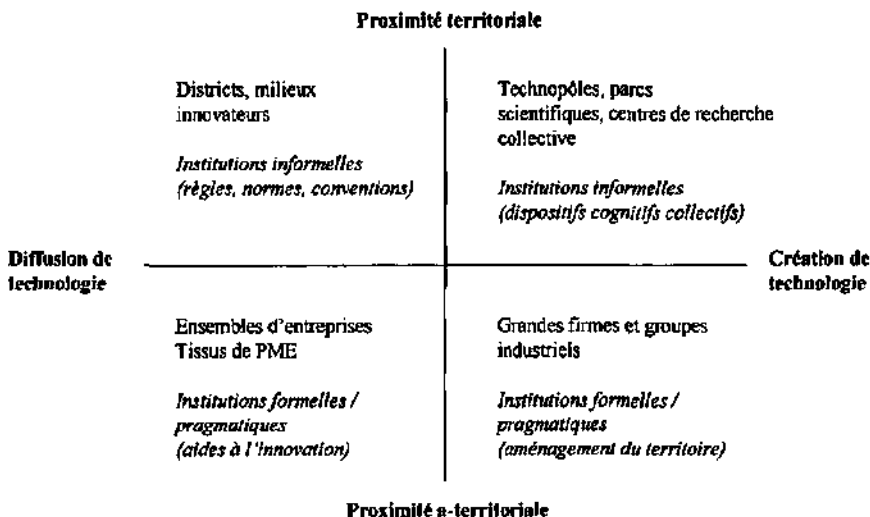 Proximité territoriale
Districts, milieux
innovateurs
Institutions informelles
(règles, normes, conventions)
Technopôles, parcs
scientifiques, centres de recherche
collective
Institutions informelles
(dispositifs cognitifs collectifs)
Diffusion de
technologie
Création de
technologie
Ensembles d'entreprises
Tissus de PME
Institutions formelles /
pragmatiques
(aides à l'innovation)
Grandes firmes et groupes
industriels
Institutions formelles /
pragmatiques
(aménagement du territoire)
Proximité a-territoriale